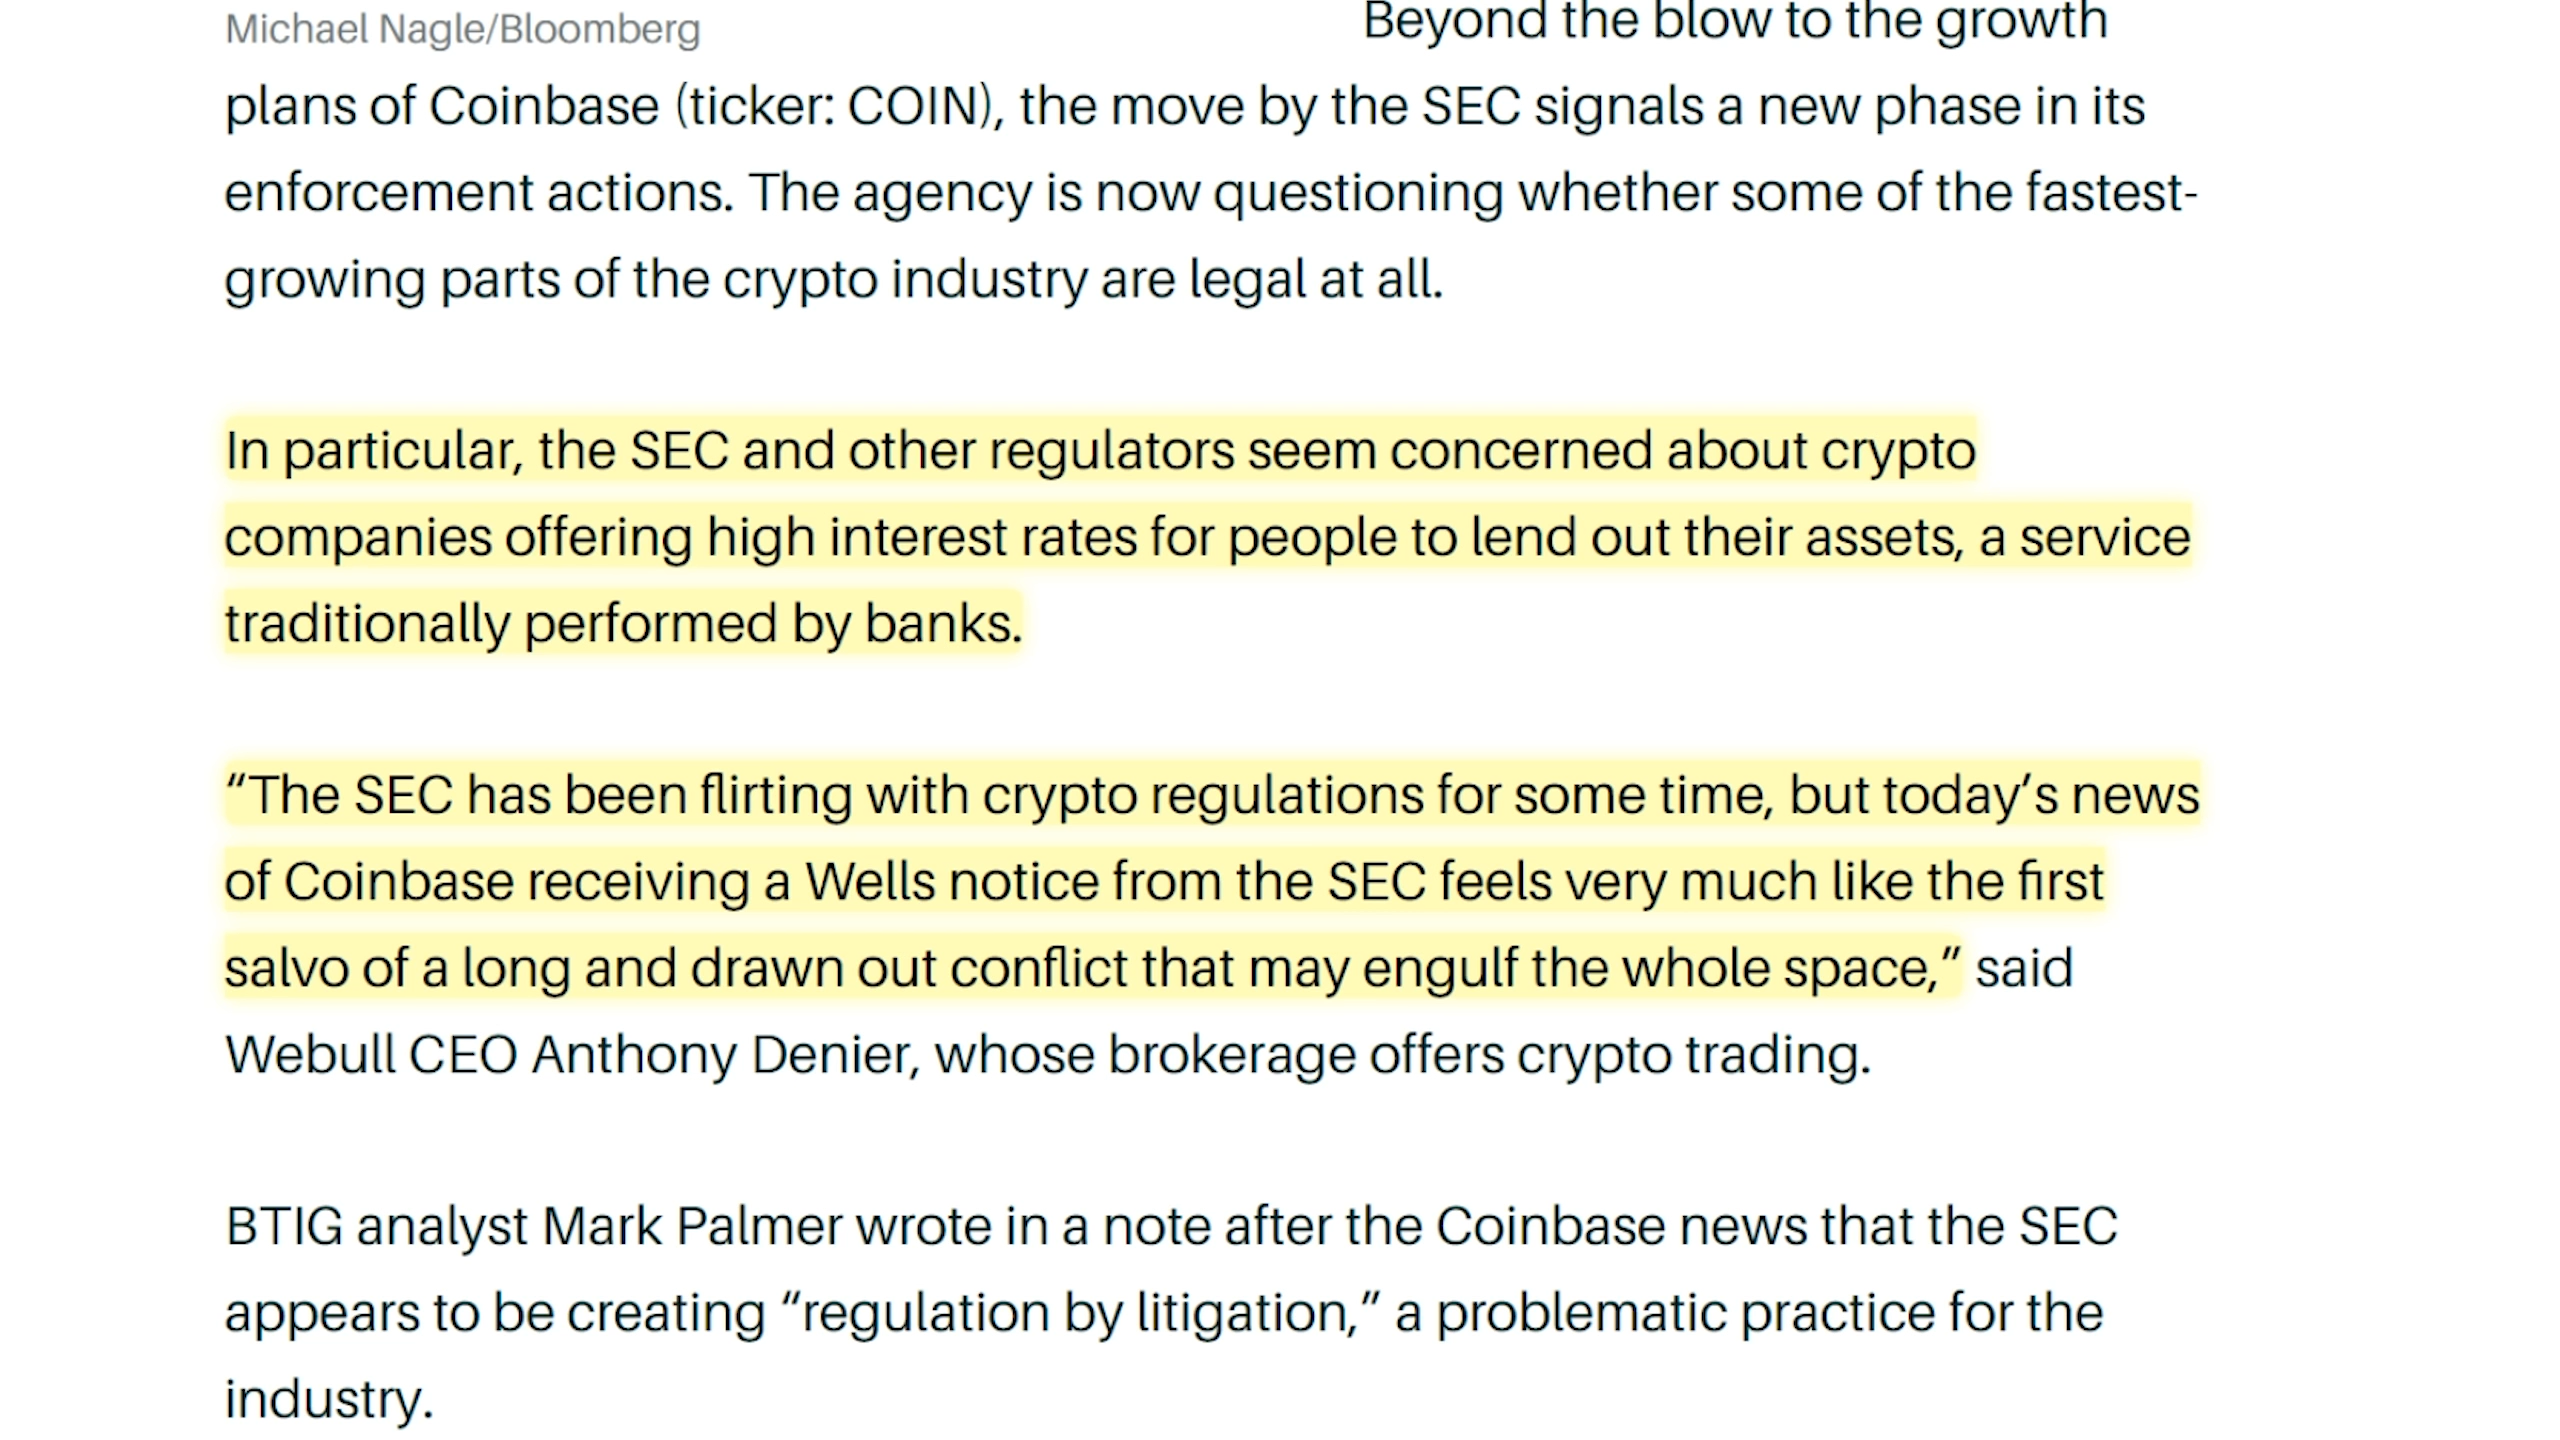 Michael Nagle/Bloomberg
Beyond the blow to the growth
plans of Coinbase (ticker: COIN), the move by the SEC signals a new phase in its
enforcement actions. The agency is now questioning whether some of the fastest-
growing parts of the crypto industry are legal at all.
In particular, the SEC and other regulators seem concerned about crypto
companies offering high interest rates for people to lend out their assets, a service
traditionally performed by banks.
“The SEC has been flirting with crypto regulations for some time, but today’s news
of Coinbase receiving a Wells notice from the SEC feels very much like the first
salvo of a long and drawn out conflict that may engulf the whole space,” said
Webull CEO Anthony Denier, whose brokerage offers crypto trading.
BTIG analyst Mark Palmer wrote in a note after the Coinbase news that the SEC
appears to be creating “regulation by litigation,” a problematic practice for the
industry.